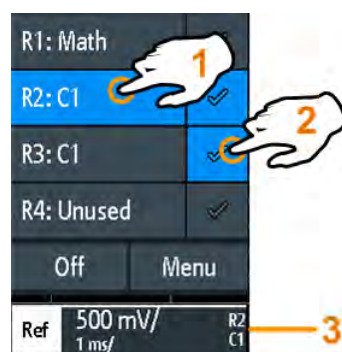 R1: Math
1
R2: C1
2
R3: C1
R4: Unused
Off Menu
Ref 500 mV/ R2
1 ms/ C1
3